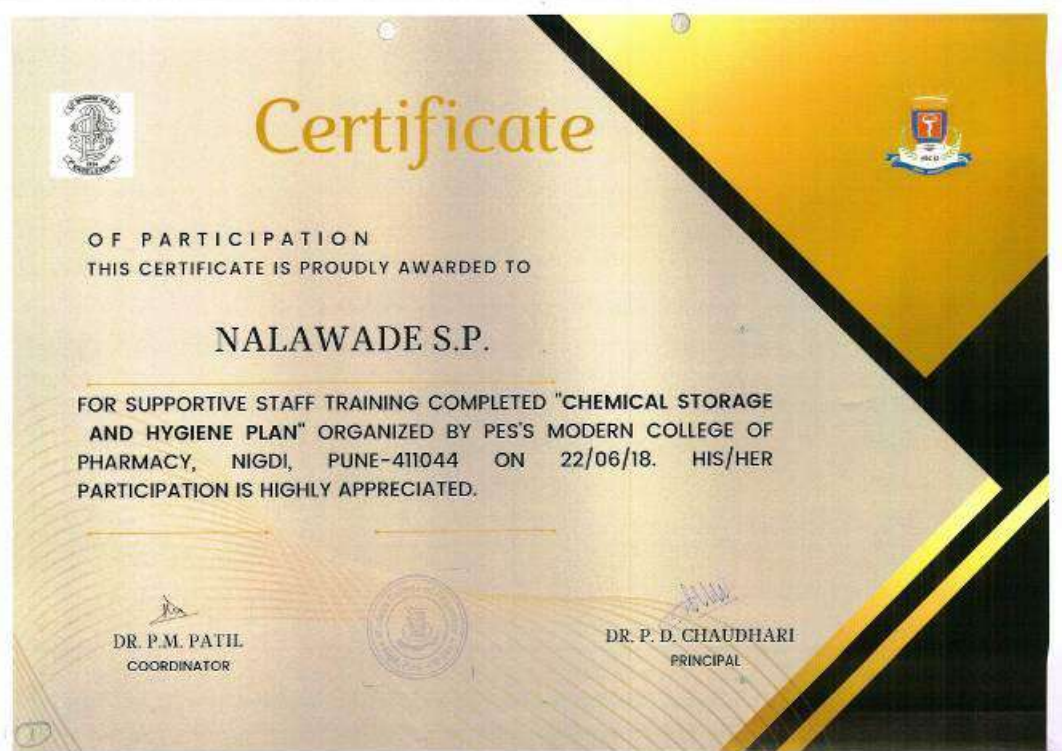 Certificate
OF PARTICIPATION
THIS CERTIFICATE IS PROUDLY AWARDED TO
NALAWADE S.P.
FOR SUPPORTIVE STAFF TRAINING COMPLETED "CHEMICAL STORAGE
AND HYGIENE PLAN" ORGANIZED BY PES'S MODERN COLLEGE OF
PHARMACY, NIGDI, PUNE-411044 ON 22/06/18. HIS/HER
PARTICIPATION IS HIGHLY APPRECIATED.
DR. P.M. PATIL
COORDINATOR
DR. P. D. CHAUDHARI
PRINCIPAL